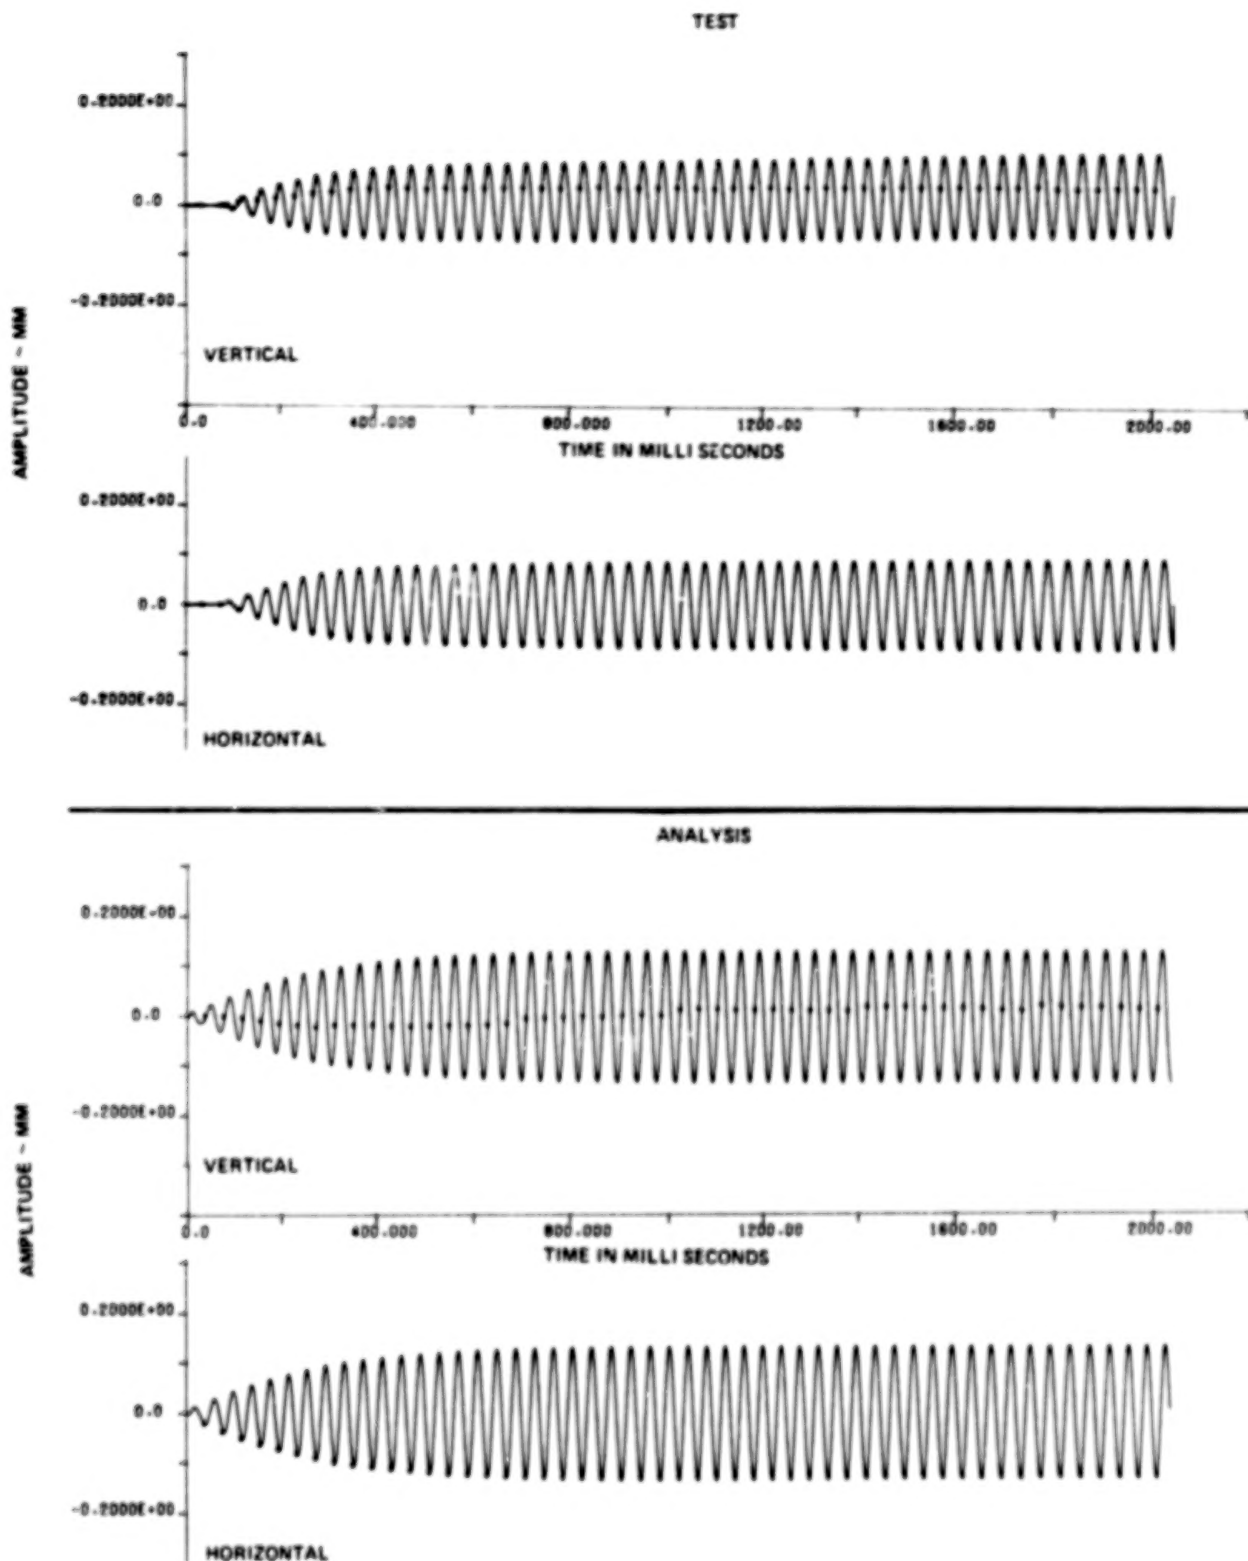 TEST
0.2000E+00
0.0
-0.2000E+00
AMPLITUDE ~ MM
VERTICAL
0.0 400.000 800.000 1200.00 1600.00 2000.00
TIME IN MILLI SECONDS
0.2000E+00
0.0
-0.2000E+00
HORIZONTAL
ANALYSIS
0.2000E+00
0.0
-0.2000E+00
AMPLITUDE ~ MM
VERTICAL
0.0 400.000 800.000 1200.00 1600.00 2000.00
TIME IN MILLI SECONDS
0.2000E+00
0.0
-0.2000E+00
HORIZONTAL